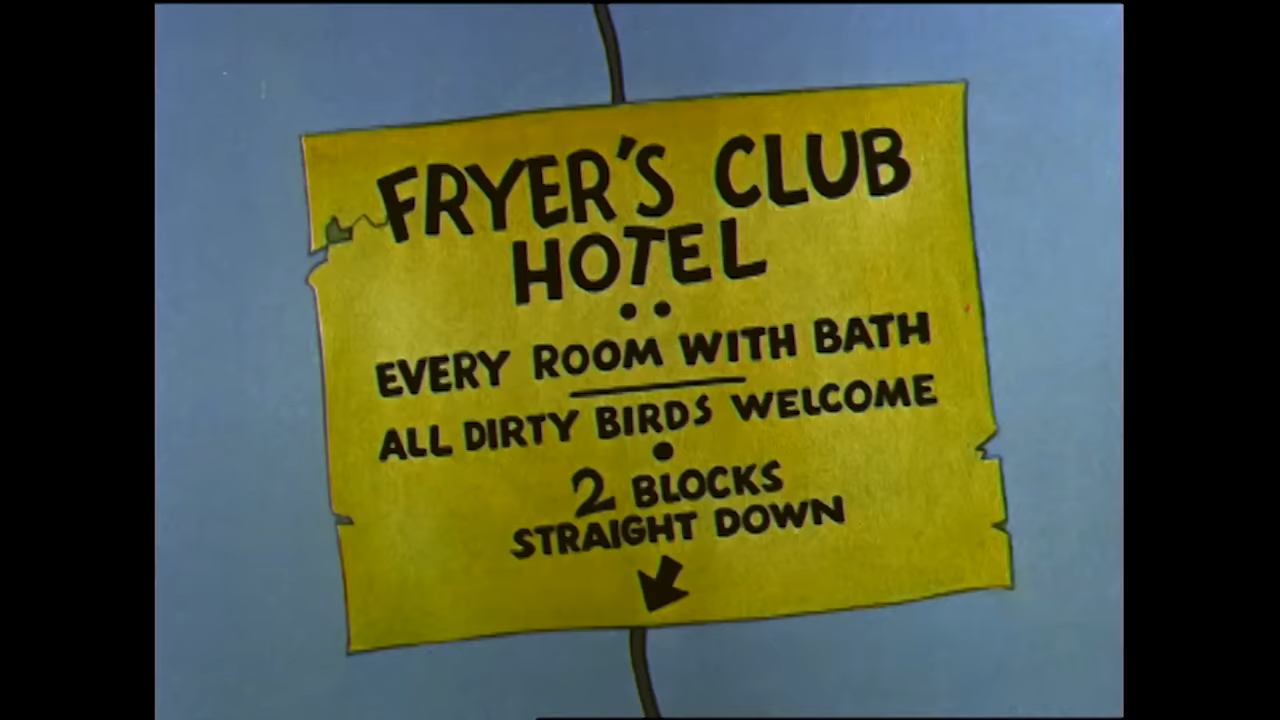 FRYER'S CLUB
HOTEL
EVERY ROOM WITH BATH
ALL DIRTY BIRDS WELCOME
2 BLOCKS
STRAIGHT DOWN